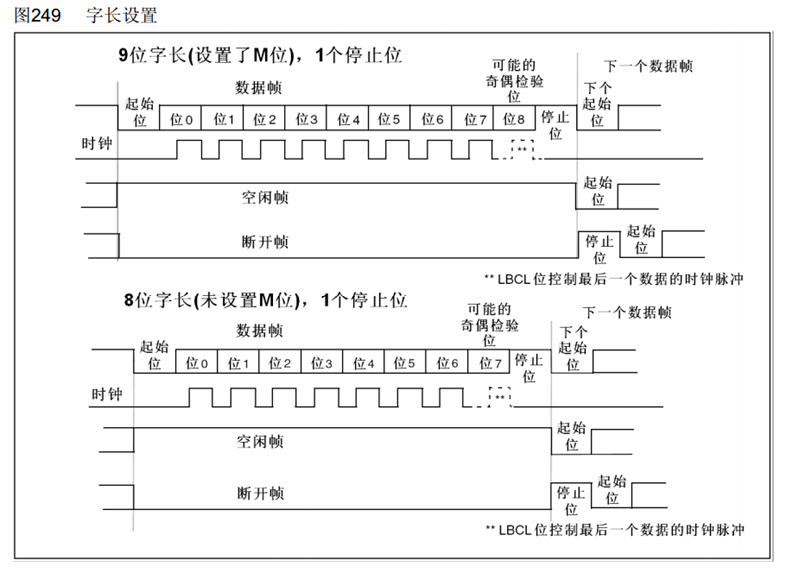 图249 字长设置
9位字长(设置了M位)，1个停止位
可能的
奇偶检验
位
下一个数据帧
数据帧
下个
起始
位
起始
位
位0 位1 位2 位3 位4 位5 位6 位7 位8
停止
位
时钟
**
空闲帧
起始
位
断开帧
停止
位
起始
位
** LBCL位控制最后一个数据的时钟脉冲
8位字长(未设置M位)，1个停止位
可能的
奇偶检验
位
下一个数据帧
数据帧
下个
起始
位
起始
位
位0 位1 位2 位3 位4 位5 位6 位7
停止
位
时钟
**
空闲帧
起始
位
断开帧
停止
位
起始
位
** LBCL位控制最后一个数据的时钟脉冲